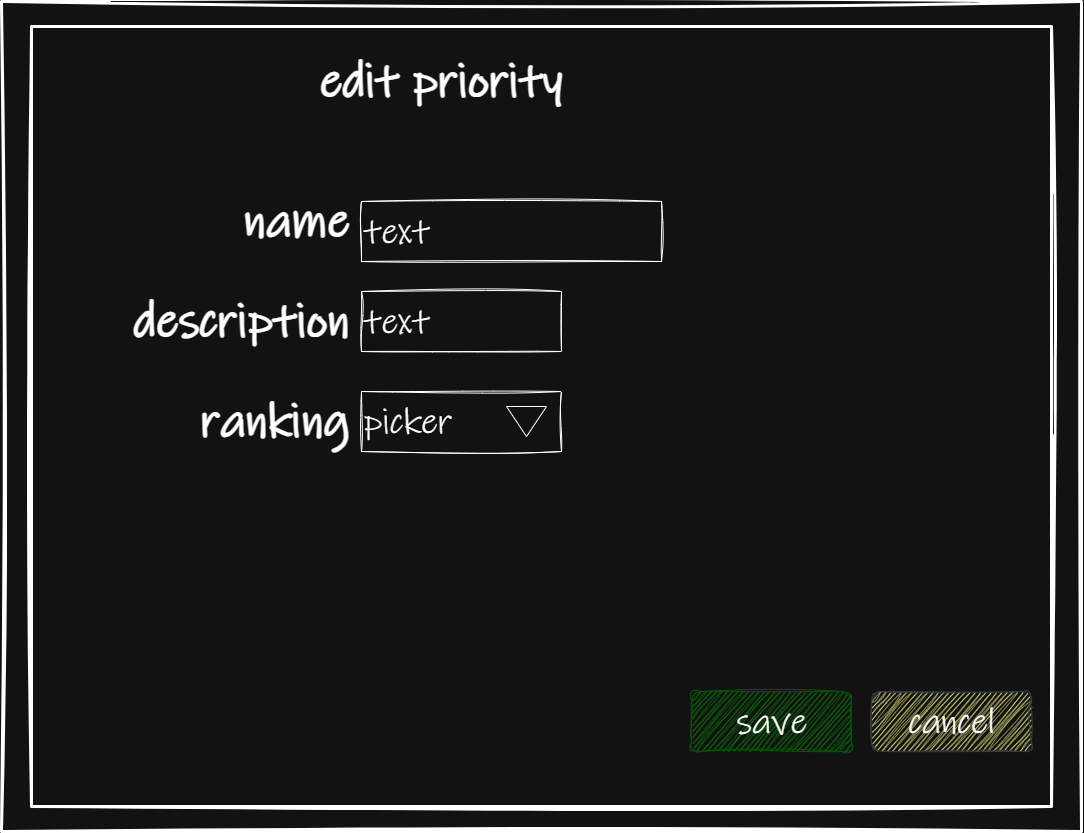 edit priority
name text
description text
ranking picker
save cancel